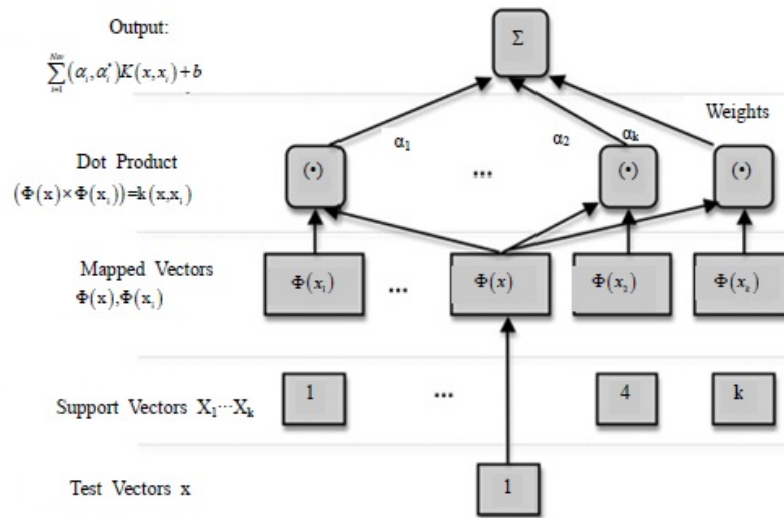 Output:
Σ
$\sum_{i=1}^{Nsv}(\alpha_i,\alpha_i^*)K(x,x_i)+b$
Weights
α₁
α₂
αₖ
Dot Product
(•)
...
(•)
(•)
(Φ(x)×Φ(xᵢ))=k(x,xᵢ)
Mapped Vectors
Φ(x),Φ(xᵢ)
Φ(x₁)
...
Φ(x)
Φ(x₂)
Φ(xₖ)
Support Vectors X₁···Xₖ
1
...
4
k
Test Vectors x
1